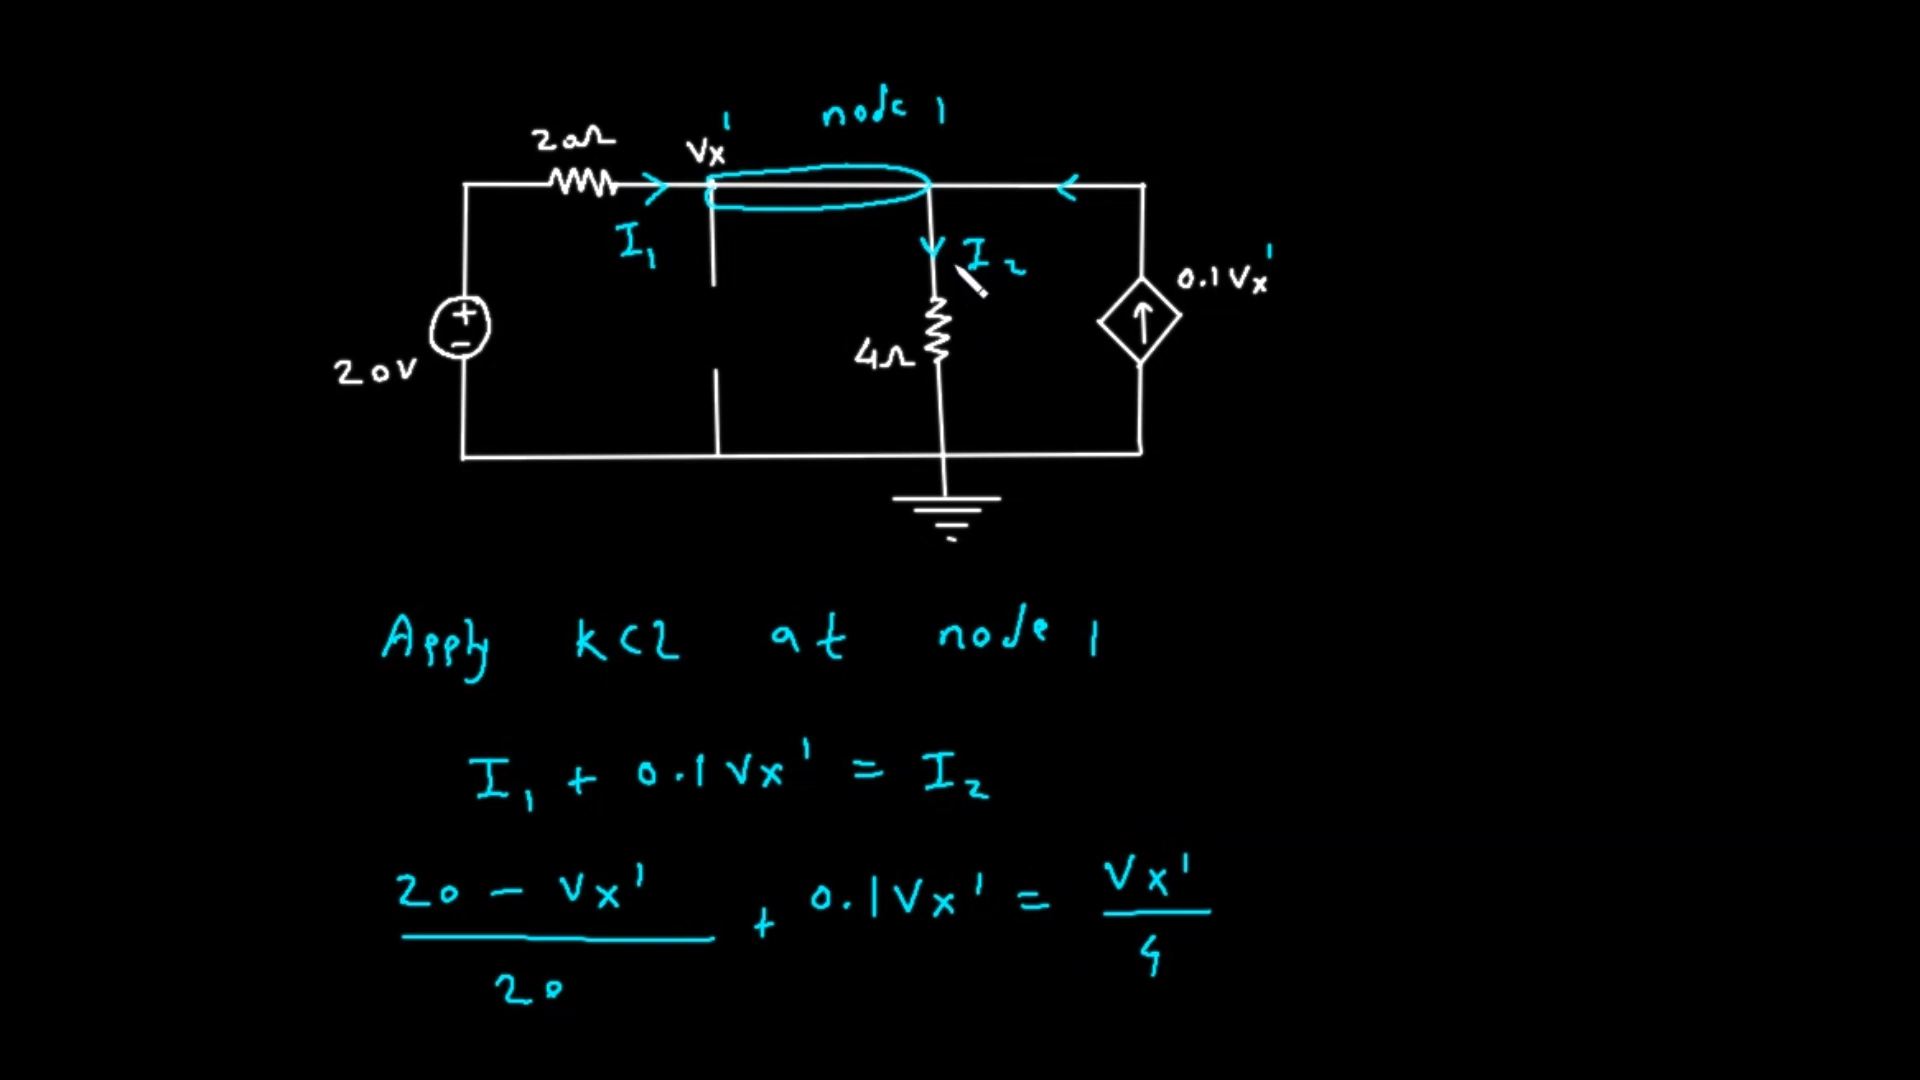 node 1
20Ω
Vx'
I1
I2
0.1Vx'
+
-
20V
4Ω
Apply KCL at node 1
I1 + 0.1Vx' = I2
20 - Vx' / 20 + 0.1Vx' = Vx' / 4